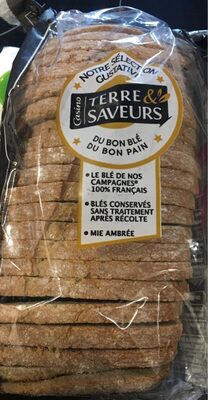 NOTRE SÉLECTION
GUSTATIVE
Casino
TERRE &
SAVEURS
DU BON BLÉ
DU BON PAIN
• LE BLÉ DE NOS
CAMPAGNES*
100% FRANÇAIS
• BLÉS CONSERVÉS
SANS TRAITEMENT
APRÈS RÉCOLTE
• MIE AMBRÉE